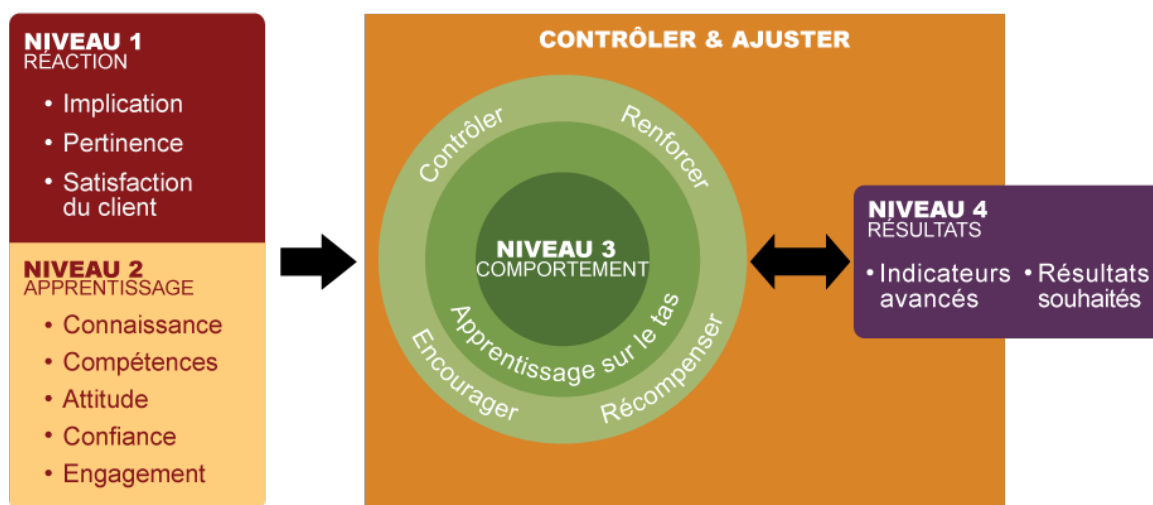 NIVEAU 1
RÉACTION
• Implication
• Pertinence
• Satisfaction
du client
NIVEAU 2
APPRENTISSAGE
• Connaissance
• Compétences
• Attitude
• Confiance
• Engagement
CONTRÔLER & AJUSTER
Contrôler
Renforcer
Encourager
Récompenser
NIVEAU 3
COMPORTEMENT
Apprentissage sur le tas
NIVEAU 4
RÉSULTATS
• Indicateurs
avancés
• Résultats
souhaités